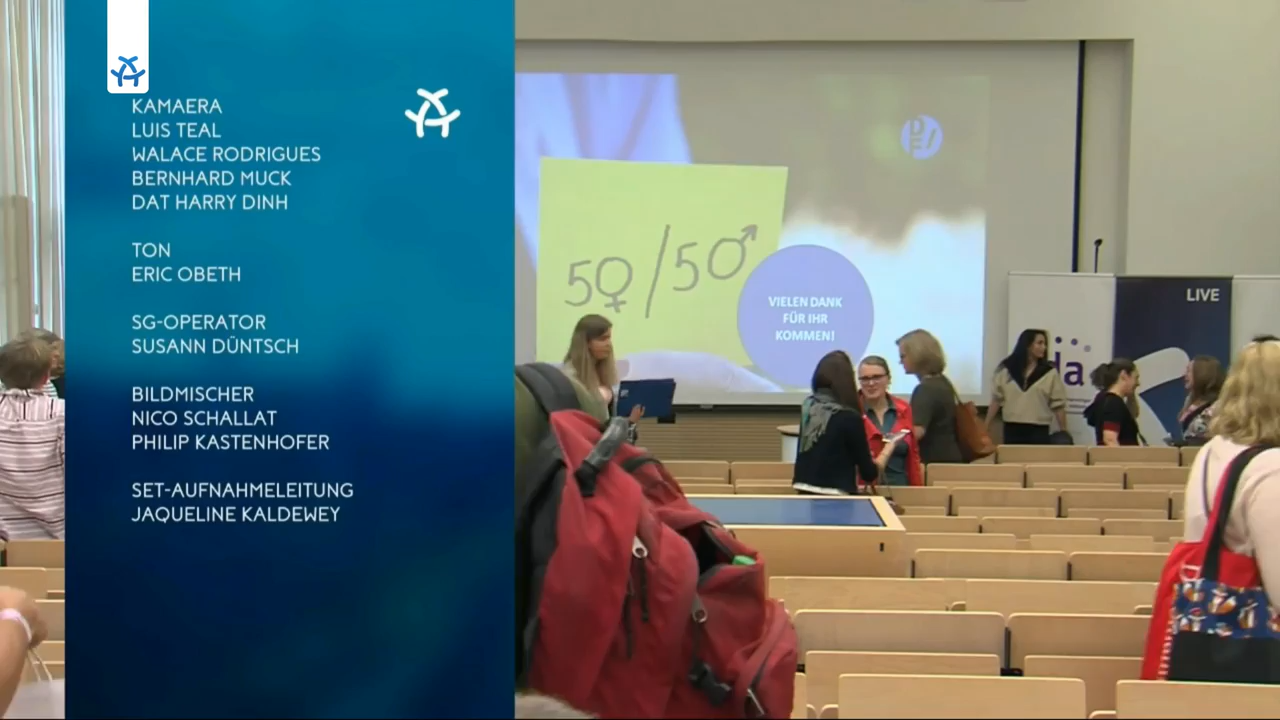 KAMAERA
LUIS TEAL
WALACE RODRIGUES
BERNHARD MUCK
DAT HARRY DINH
TON
ERIC OBETH
SG-OPERATOR
SUSANN DÜNTSCH
BILDMISCHER
NICO SCHALLAT
PHILIP KASTENHOFER
SET-AUFNAHMELEITUNG
JAQUELINE KALDEWEY
DF/
50/50
VIELEN DANK
FÜR IHR
KOMMEN!
LIVE
da